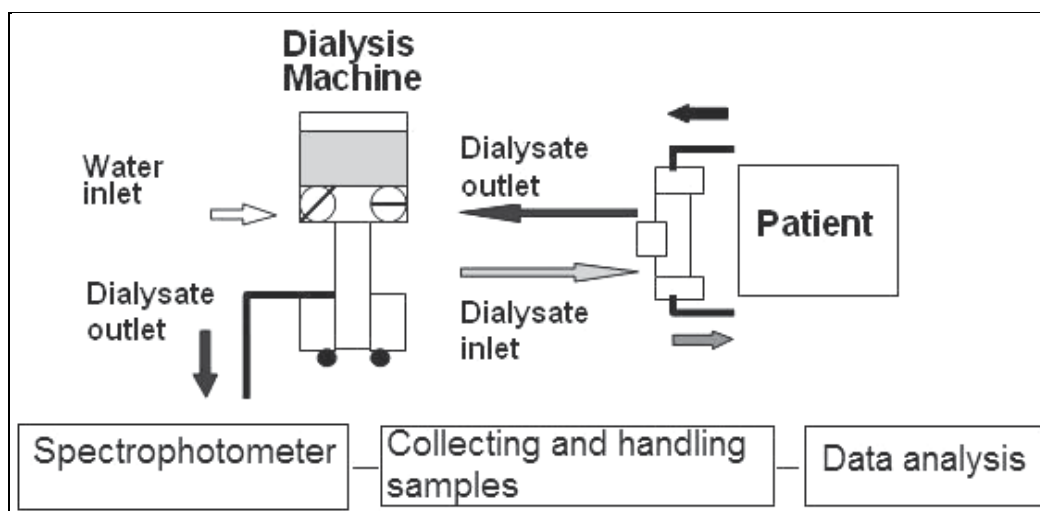 Dialysis
Machine
Water
inlet
Dialysate
outlet
Patient
Dialysate
outlet
Dialysate
inlet
Spectrophotometer
Collecting and handling
samples
Data analysis